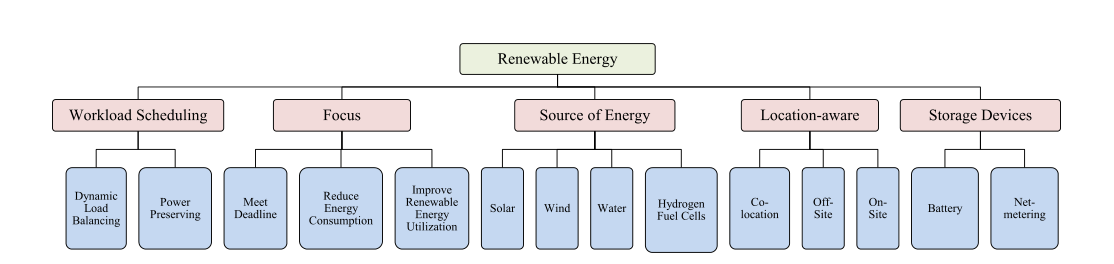 Renewable Energy
Workload Scheduling
Focus
Source of Energy
Location-aware
Storage Devices
Dynamic
Load
Balancing
Power
Preserving
Meet
Deadline
Reduce
Energy
Consumption
Improve
Renewable
Energy
Utilization
Solar
Wind
Water
Hydrogen
Fuel Cells
Co-
location
Off-
Site
On-
Site
Battery
Net-
metering